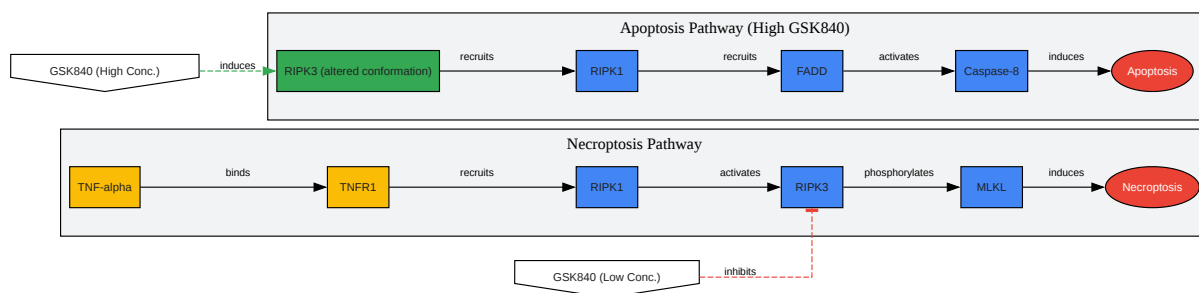 Apoptosis Pathway (High GSK840)
GSK840 (High Conc.)
induces
RIPK3 (altered conformation)
recruits
RIPK1
recruits
FADD
activates
Caspase-8
induces
Apoptosis
Necroptosis Pathway
TNF-alpha
binds
TNFR1
recruits
RIPK1
activates
RIPK3
phosphorylates
MLKL
induces
Necroptosis
GSK840 (Low Conc.)
inhibits